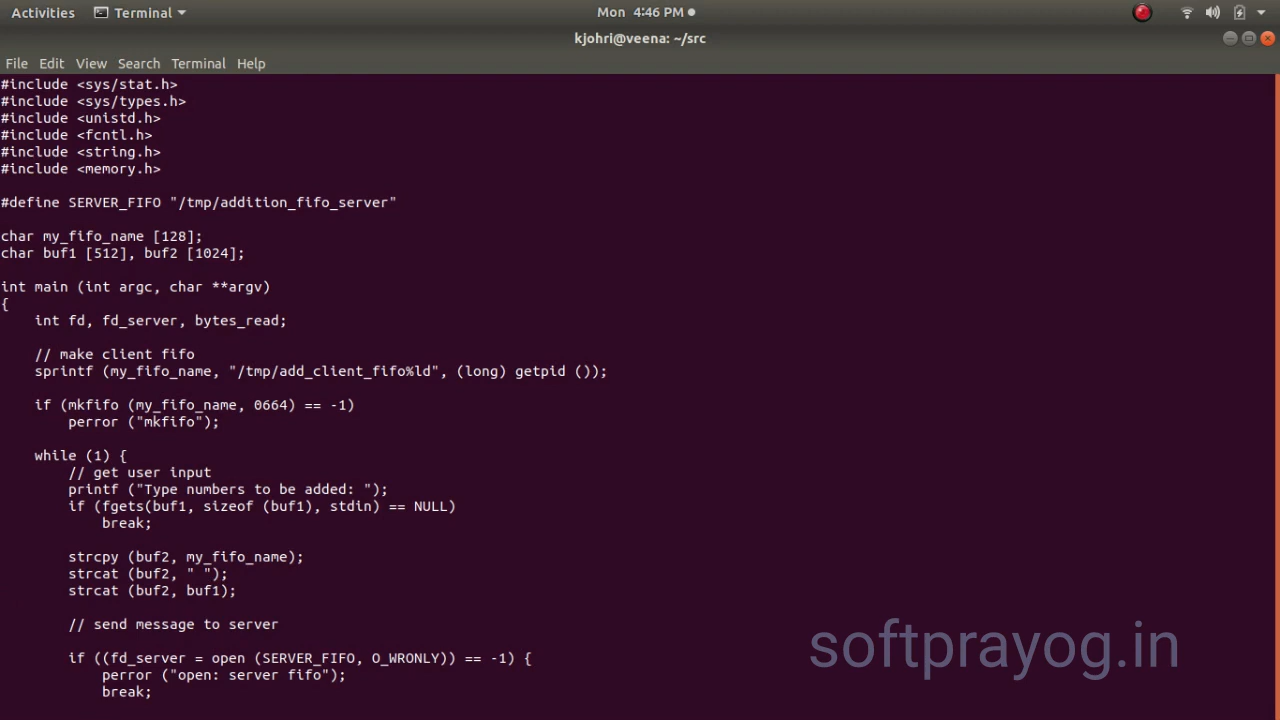 Activities Terminal Mon 4:46 PM
kjohri@veena: ~/src
File Edit View Search Terminal Help
#include <sys/stat.h>
#include <sys/types.h>
#include <unistd.h>
#include <fcntl.h>
#include <string.h>
#include <memory.h>

#define SERVER_FIFO "/tmp/addition_fifo_server"

char my_fifo_name [128];
char buf1 [512], buf2 [1024];

int main (int argc, char **argv)
{
    int fd, fd_server, bytes_read;

    // make client fifo
    sprintf (my_fifo_name, "/tmp/add_client_fifo%ld", (long) getpid ());

    if (mkfifo (my_fifo_name, 0664) == -1)
        perror ("mkfifo");

    while (1) {
        // get user input
        printf ("Type numbers to be added: ");
        if (fgets(buf1, sizeof (buf1), stdin) == NULL)
            break;

        strcpy (buf2, my_fifo_name);
        strcat (buf2, " ");
        strcat (buf2, buf1);

        // send message to server

        if ((fd_server = open (SERVER_FIFO, O_WRONLY)) == -1) {
            perror ("open: server fifo");
            break;
softprayog.in